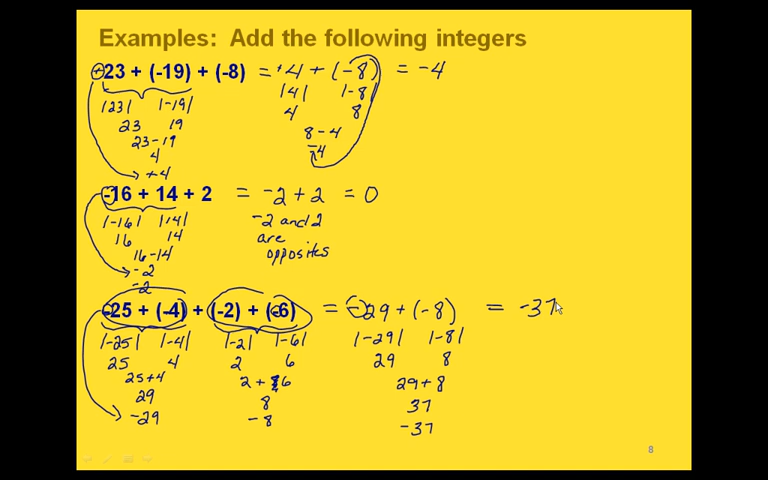 Examples: Add the following integers
+23 + (-19) + (-8) = +4 + (-8) = -4
|23| |-19| |4| |-8|
23 19 4 8
23-19 8-4
4 -4
+4
-16 + 14 + 2 = -2 + 2 = 0
|-16| |14| -2 and 2
16 14 are
16-14 opposites
-2
-2
-25 + (-4) + (-2) + (-6) = -29 + (-8) = -37
|-25| |-4| |-2| |-6| |-29| |-8|
25 4 2 6 29 8
25+4 2 + 6 29+8
29 8 37
-29 -8 -37
8